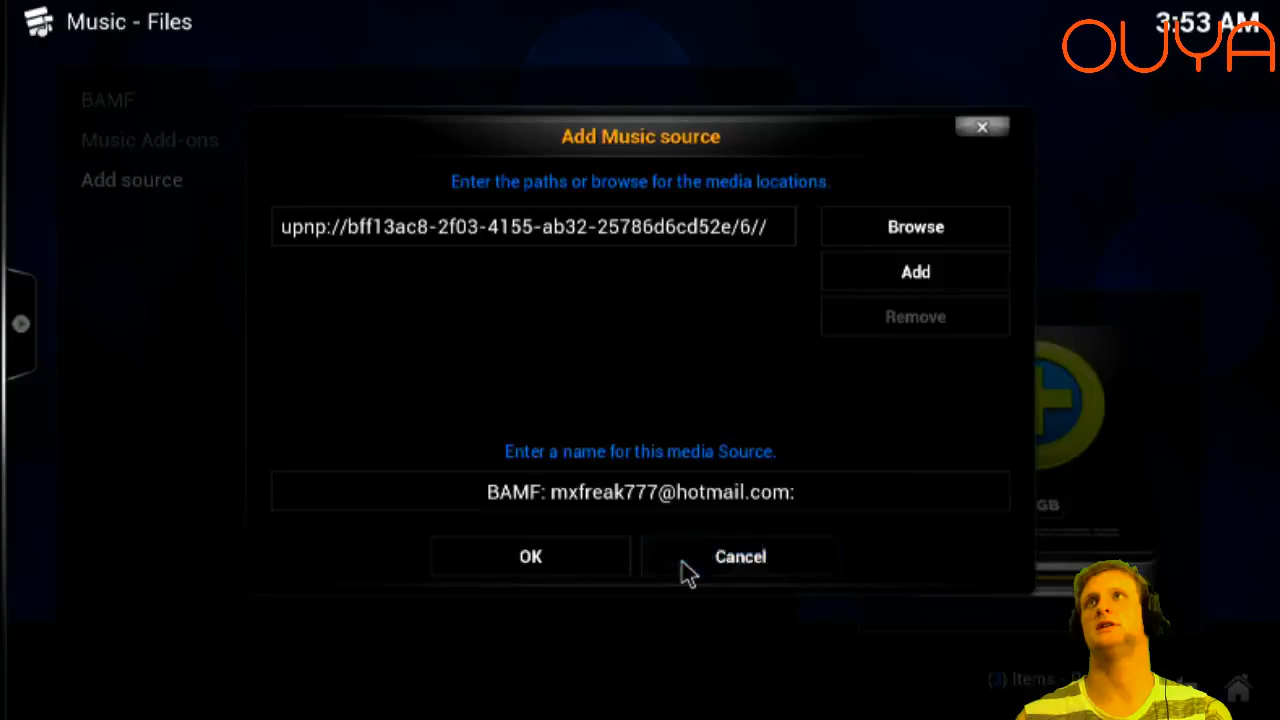 Music - Files
3:53 AM
OUYA
BAMF
Music Add-ons
Add source
Add Music source
Enter the paths or browse for the media locations.
upnp://bff13ac8-2f03-4155-ab32-25786d6cd52e/6//
Browse
Add
Remove
Enter a name for this media Source.
BAMF: mxfreak777@hotmail.com:
GB
OK
Cancel
(3) Items -